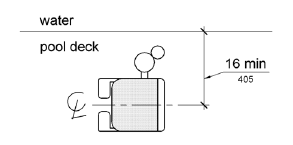 water
pool deck
16 min
405
℄